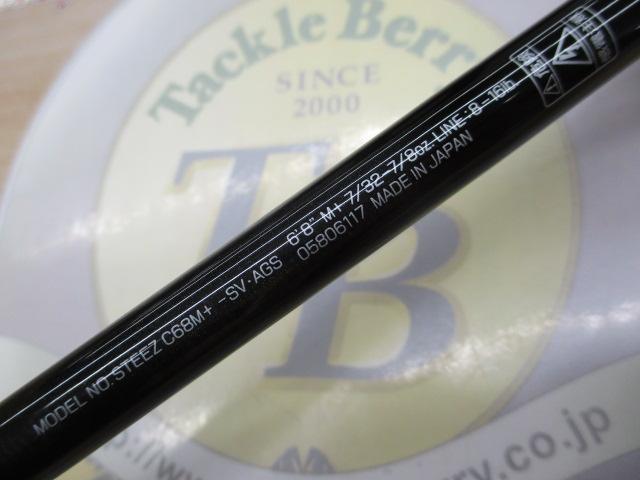 Tackle Berry
SINCE
2000
TB
MODEL NO.STEEZ C68M+ -SV・AGS 6'8" M+ 7/32-7/8oz LINE 8-16lb
05806117 MADE IN JAPAN